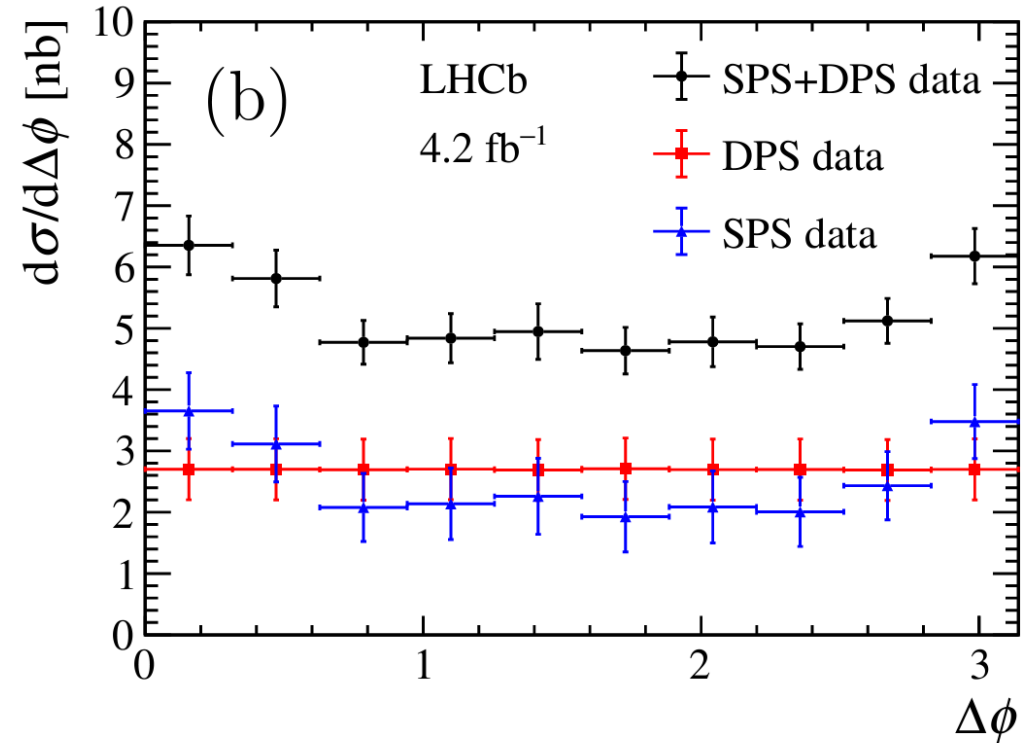 dσ/dΔϕ [nb]
10
9
8
7
6
5
4
3
2
1
0
(b)
LHCb
4.2 fb⁻¹
SPS+DPS data
DPS data
SPS data
0 1 2 3
Δϕ